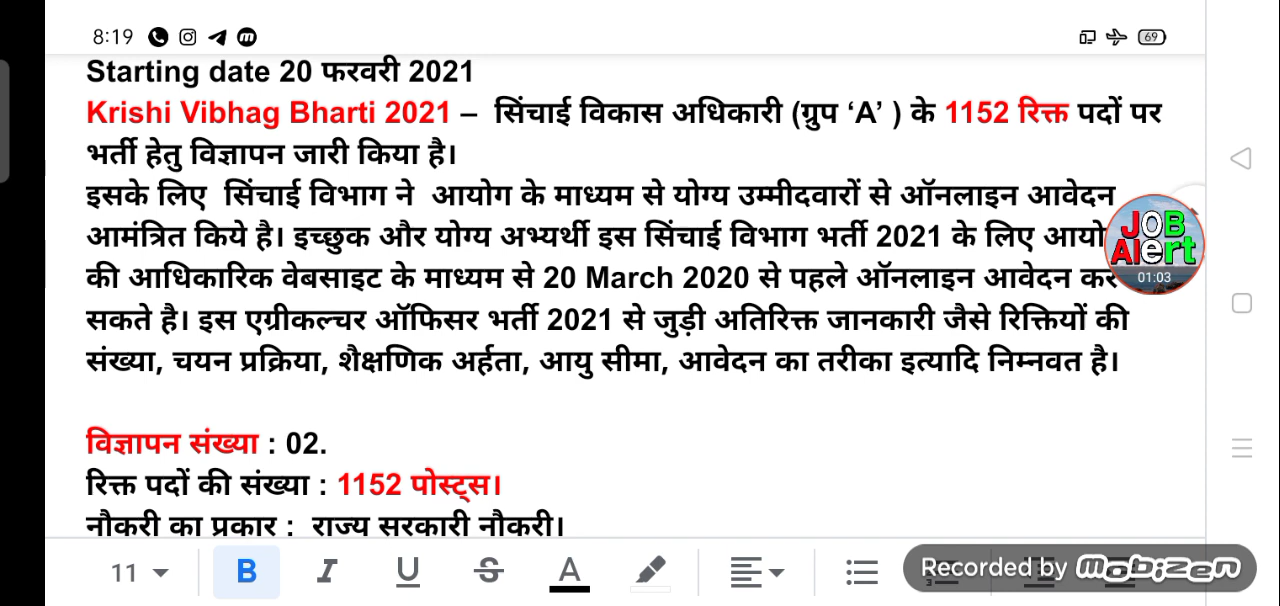 8:19
69
Starting date 20 फरवरी 2021
Krishi Vibhag Bharti 2021 – सिंचाई विकास अधिकारी (ग्रुप ‘A’ ) के 1152 रिक्त पदों पर
भर्ती हेतु विज्ञापन जारी किया है।
इसके लिए सिंचाई विभाग ने आयोग के माध्यम से योग्य उम्मीदवारों से ऑनलाइन आवेदन
आमंत्रित किये है। इच्छुक और योग्य अभ्यर्थी इस सिंचाई विभाग भर्ती 2021 के लिए आयो
की आधिकारिक वेबसाइट के माध्यम से 20 March 2020 से पहले ऑनलाइन आवेदन कर
सकते है। इस एग्रीकल्चर ऑफिसर भर्ती 2021 से जुड़ी अतिरिक्त जानकारी जैसे रिक्तियों की
संख्या, चयन प्रक्रिया, शैक्षणिक अर्हता, आयु सीमा, आवेदन का तरीका इत्यादि निम्नवत है।
JOB
Alert
01:03
विज्ञापन संख्या : 02.
रिक्त पदों की संख्या : 1152 पोस्ट्स।
नौकरी का प्रकार : राज्य सरकारी नौकरी।
11 B I U S A
Recorded by Mobizen